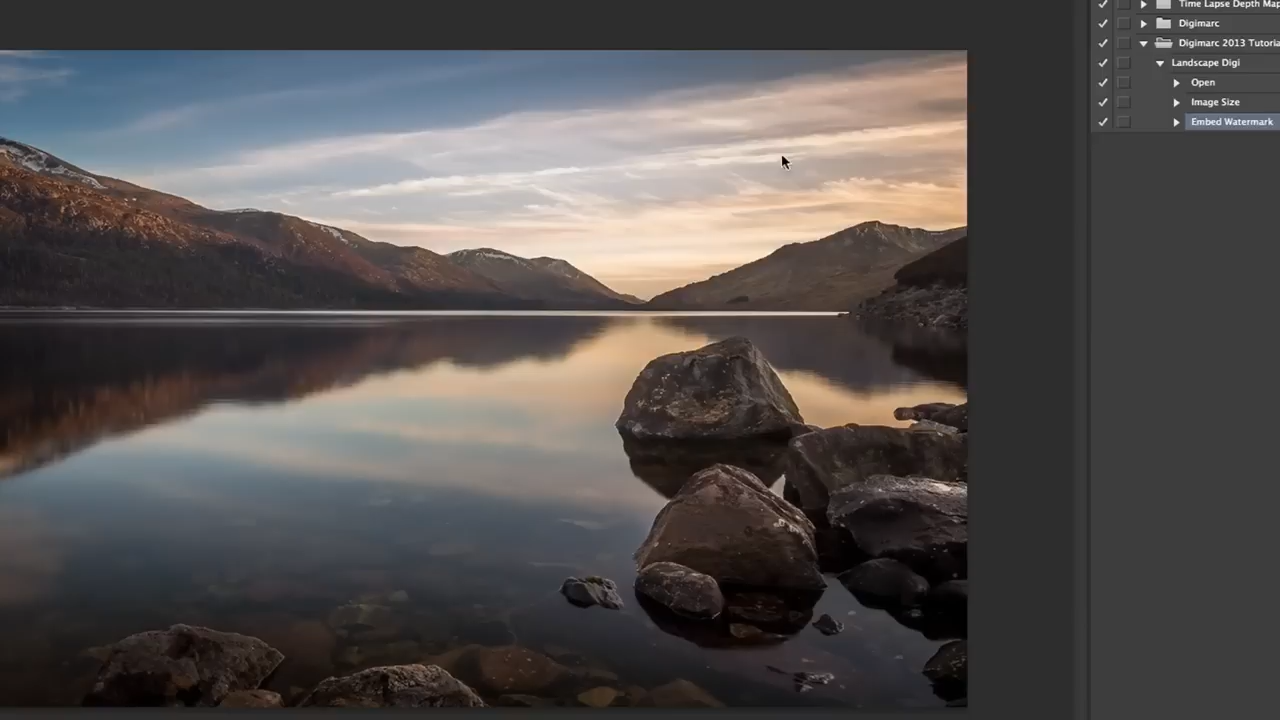 Time Lapse Depth Map
Digimarc
Digimarc 2013 Tutoria
Landscape Digi
Open
Image Size
Embed Watermark